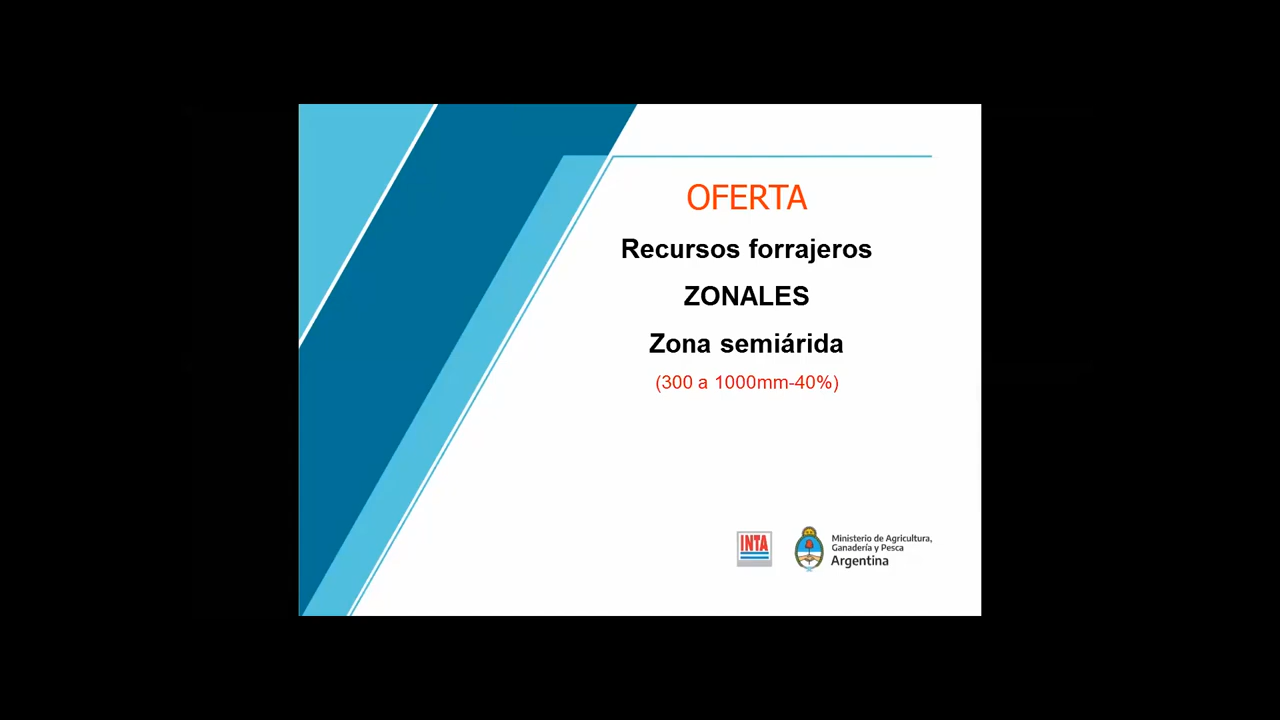 OFERTA
Recursos forrajeros
ZONALES
Zona semiárida
(300 a 1000mm-40%)
INTA
Ministerio de Agricultura,
Ganadería y Pesca
Argentina